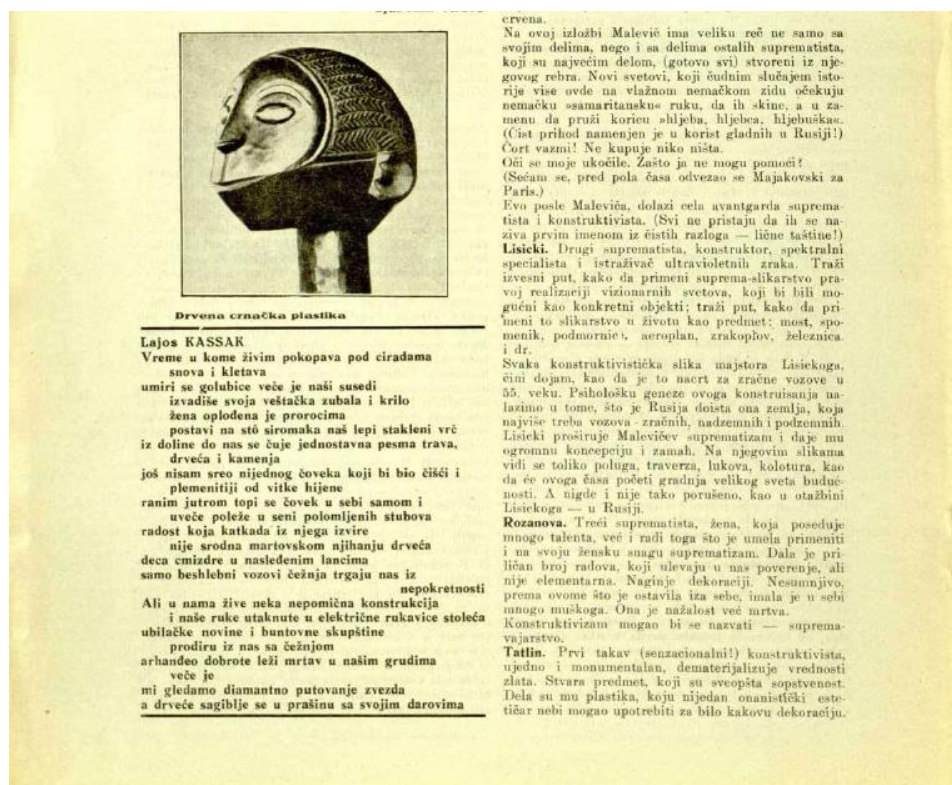 Drvena crnačka plastika
Lajos KASSAK
Vreme u kome živim pokopava pod ciradama
snova i kletava
umiri se golubice veče je naši susedi
izvadiše svoja veštačka zubala i krilo
žena oplođena je prorocima
postavi na stô siromaka naš lepi stakleni vrč
iz doline do nas se čuje jednostavna pesma trava,
drveća i kamenja
još nisam sreo nijednog čoveka koji bi bio čišći i
plemenitiji od vitke hijene
ranim jutrom topi se čovek u sebi samom i
uveče poleže u seni polomljenih stubova
radost koja katkada iz njega izvire
nije srodna martovskom njihanju drveća
deca cmizdre u nasleđenim lancima
samo beshlebni vozovi čežnja trgaju nas iz
nepokretnosti
Ali u nama žive neka nepomična konstrukcija
i naše ruke utaknute u električne rukavice stoleća
ubilačke novine i buntovne skupštine
prodiru iz nas sa čežnjom
arhanđeo dobrote leži mrtav u našim grudima
veče je
mi gledamo diamantno putovanje zvezda
a drveće sagiblje se u prašinu sa svojim darovima
crvena.
Na ovoj izložbi Malevič ima veliku reč ne samo sa
svojim delima, nego i sa delima ostalih suprematista,
koji su najvećim delom, (gotovo svi) stvoreni iz nje-
govog rebra. Novi svetovi, koji čudnim slučajem isto-
rije vise ovde na vlažnom nemačkom zidu očekuju
nemačku »samaritansku« ruku, da ih skine, a u za-
menu da pruži koricu »hljeba, hljebca, hljebuška«.
(Čist prihod namenjen je u korist gladnih u Rusiji!)
Čort vazmi! Ne kupuje niko ništa.
Oči se moje ukočile. Zašto ja ne mogu pomoći?
(Sećam se, pred pola časa odvezao se Majakovski za
Paris.)
Evo posle Maleviča, dolazi cela avantgarda suprema-
tista i konstruktivista. (Svi ne pristaju da ih se na-
ziva prvim imenom iz čistih razloga — lične taštine!)
Lisicki. Drugi suprematista, konstruktor, spektralni
specialista i istraživač ultravioletnih zraka. Traži
izvesni put, kako da primeni suprema-slikarstvo pra-
voj realizaciji vizionarnih svetova, koji bi bili mo-
gućni kao konkretni objekti; traži put, kako da pri-
meni to slikarstvo u životu kao predmet: most, spo-
menik, podmornicu, aeroplan, zrakoplov, železnica
i dr.
Svaka konstruktivistička slika majstora Lisickoga,
čini dojam, kao da je to nacrt za zračne vozove u
55. veku. Psihološku geneze ovoga konstruisanja na-
lazimo u tome, što je Rusija doista ona zemlja, koja
najviše treba vozova - zračnih, nadzemnih i podzemnih.
Lisicki proširuje Malevičev suprematizam i daje mu
ogromnu koncepciju i zamah. Na njegovim slikama
vidi se toliko poluga, traverza, lukova, kolotura, kao
da će ovoga časa početi gradnja velikog sveta buduć-
nosti. A nigde i nije tako porušeno, kao u otažbini
Lisickoga — u Rusiji.
Rozanova. Treći suprematista, žena, koja poseduje
mnogo talenta, već i radi toga što je umela primeniti
i na svoju žensku snagu suprematizam. Dala je pri-
ličan broj radova, koji ulevaju u nas poverenje, ali
nije elementarna. Naginje dekoraciji. Nesumnjivo,
prema ovome što je ostavila iza sebe, imala je u sebi
mnogo muškoga. Ona je nažalost već mrtva.
Konstruktivizam mogao bi se nazvati — suprema-
vajarstvo.
Tatlin. Prvi takav (senzacionalni!) konstruktivista,
ujedno i monumentalan, dematerijalizuje vrednosti
zlata. Stvara predmet, koji su sveopšta sopstvenost.
Dela su mu plastika, koju nijedan onanistički este-
tičar nebi mogao upotrebiti za bilo kakovu dekoraciju.